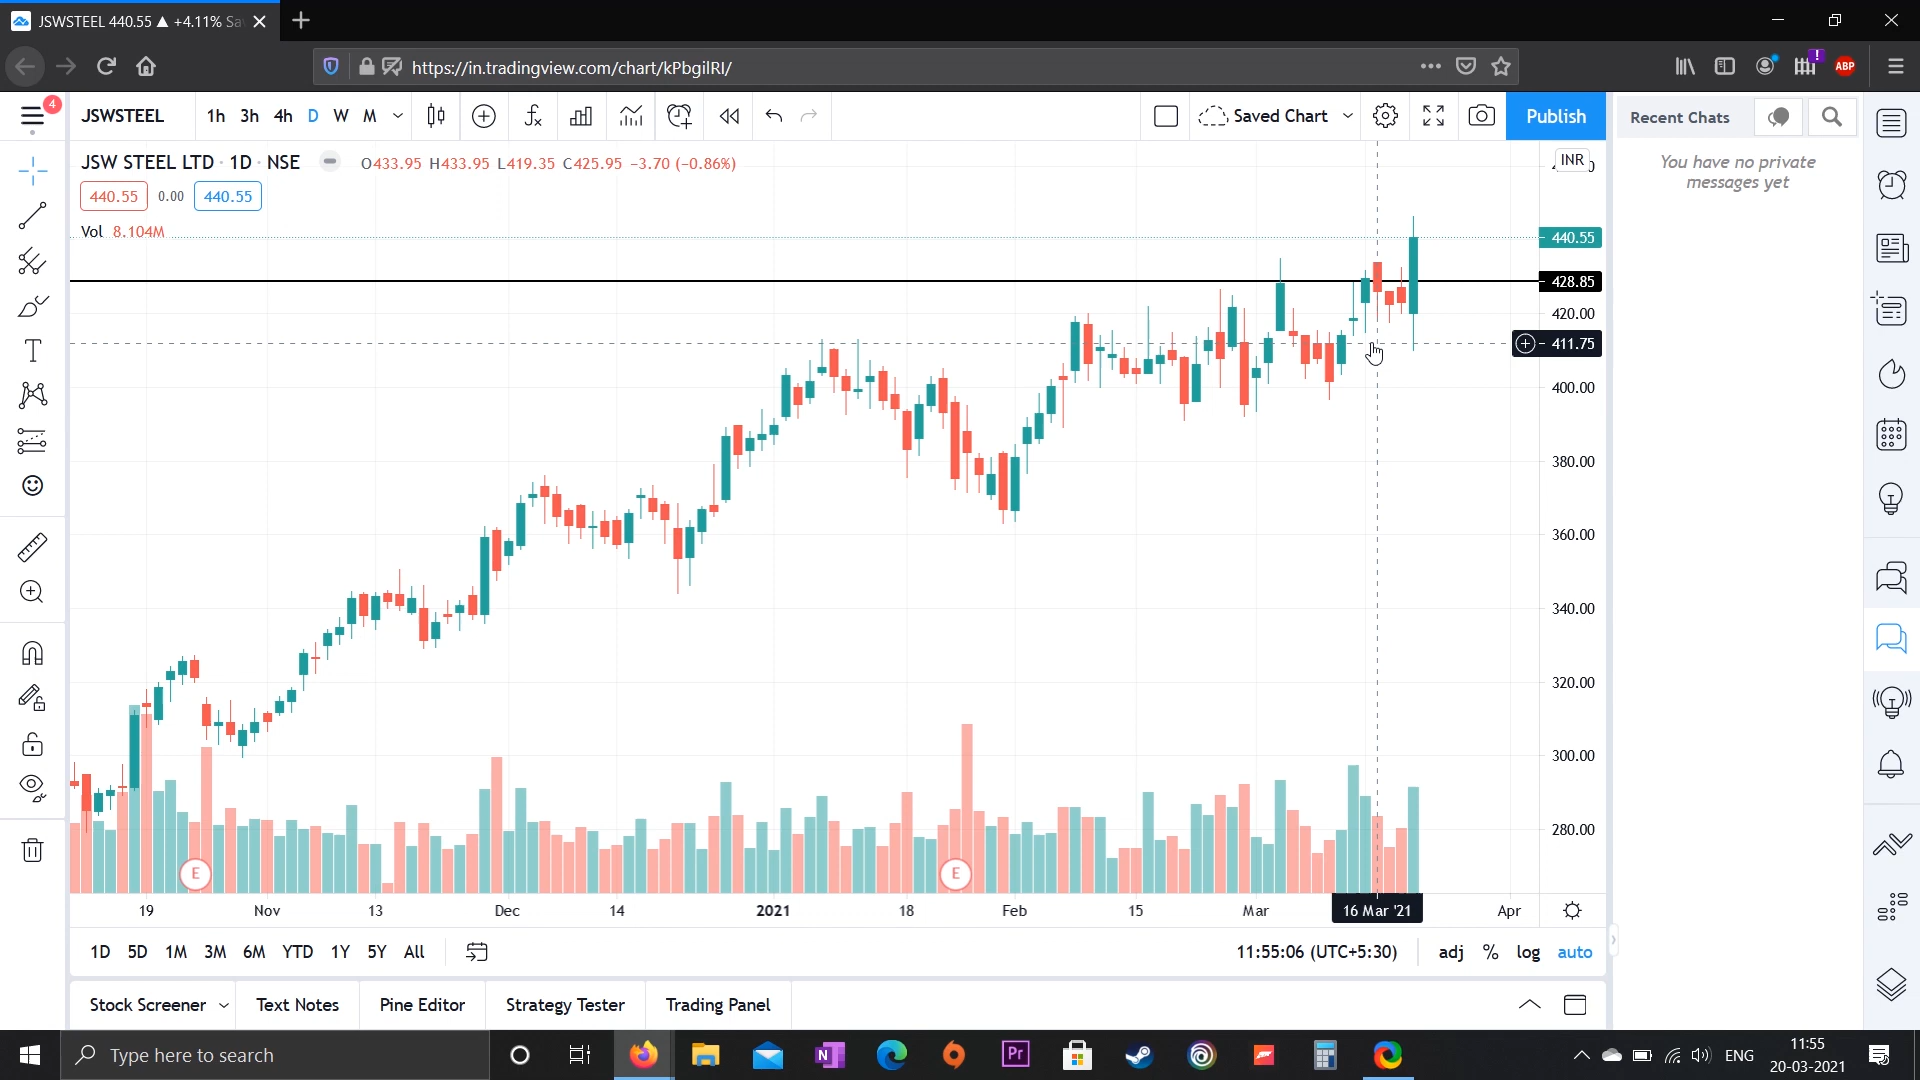 JSWSTEEL 440.55 ▲ +4.11% Sa
https://in.tradingview.com/chart/kPbgilRI/
!
ABP
4
JSWSTEEL
1h 3h 4h D W M
Saved Chart
Publish
Recent Chats
You have no private
messages yet
JSW STEEL LTD · 1D · NSE
O433.95 H433.95 L419.35 C425.95 −3.70 (−0.86%)
INR
440.55 0.00 440.55
Vol 8.104M
440.55
428.85
420.00
411.75
400.00
380.00
360.00
340.00
320.00
300.00
280.00
E E
19 Nov 13 Dec 14 2021 18 Feb 15 Mar 16 Mar '21 Apr
1D 5D 1M 3M 6M YTD 1Y 5Y All
11:55:06 (UTC+5:30)
adj % log auto
Stock Screener Text Notes Pine Editor Strategy Tester Trading Panel
Type here to search
N
Pr
ENG
11:55
20-03-2021